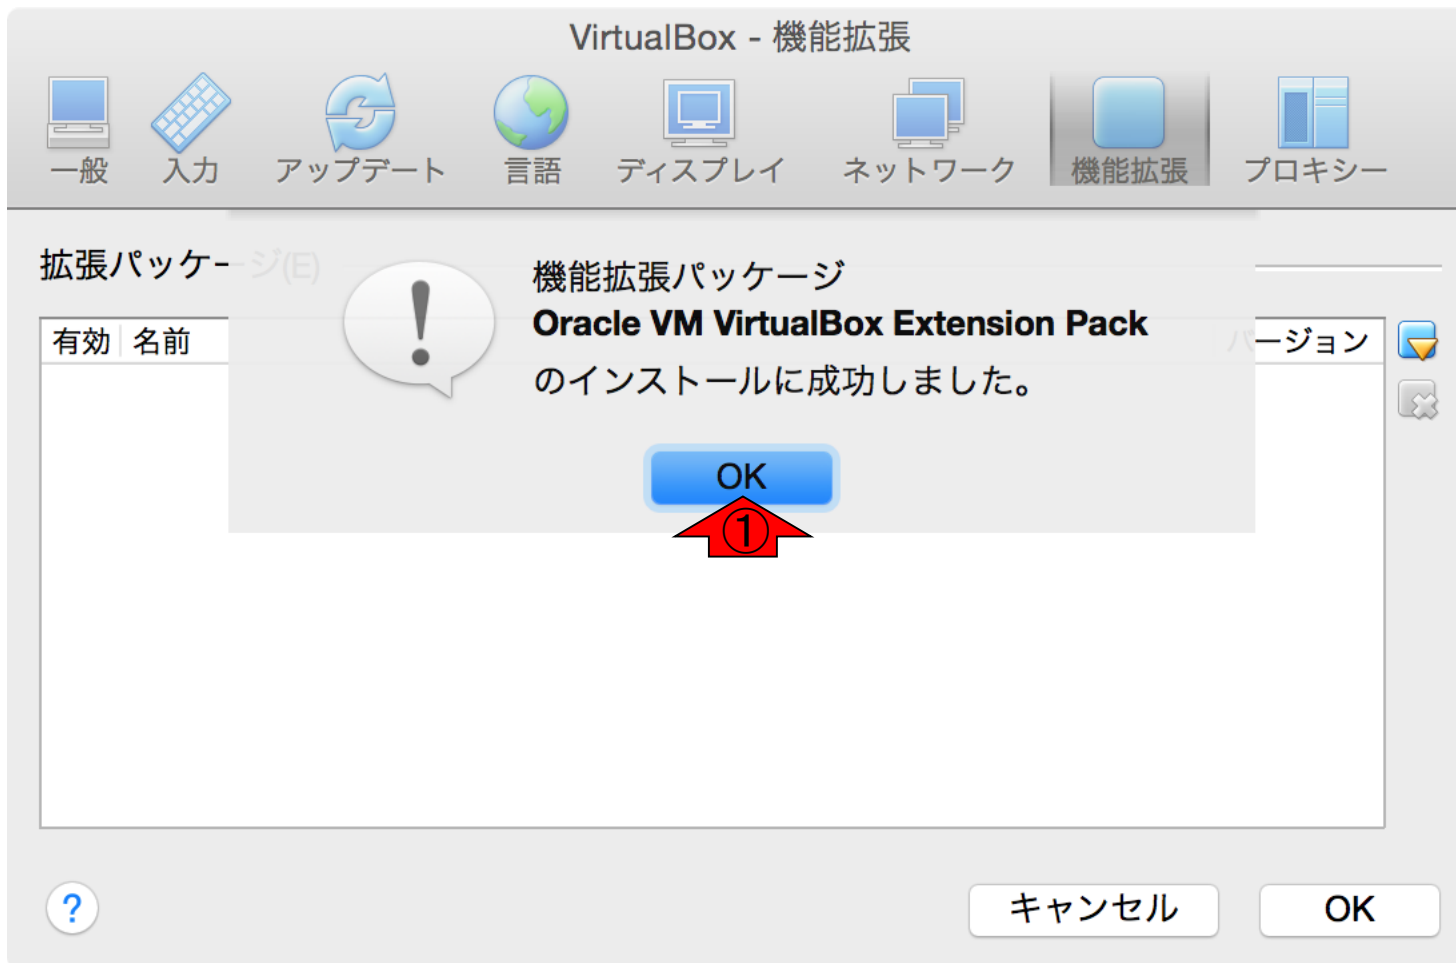 VirtualBox - 機能拡張
一般 入力 アップデート 言語 ディスプレイ ネットワーク 機能拡張 プロキシー
拡張パッケージ(E)
機能拡張パッケージ
Oracle VM VirtualBox Extension Pack
のインストールに成功しました。
有効 名前 バージョン
OK
①
? キャンセル OK